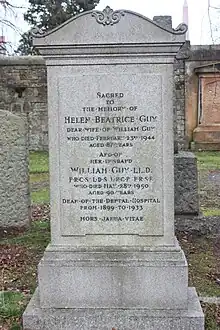 SACRED
TO
THE MEMORY OF
HELEN BEATRICE GUY
DEAR WIFE OF WILLIAM GUY
WHO DIED FEBRUARY 23RD 1944
AGED 87 YEARS
AND OF
HER HUSBAND
WILLIAM GUY LL.D.
F.R.C.S. L.D.S. L.R.C.P. F.R.S.E.
WHO DIED MAY 28TH 1950
AGED 90 YEARS
DEAN OF THE DENTAL HOSPITAL
FROM 1899 TO 1933
MORS JANUA VITAE